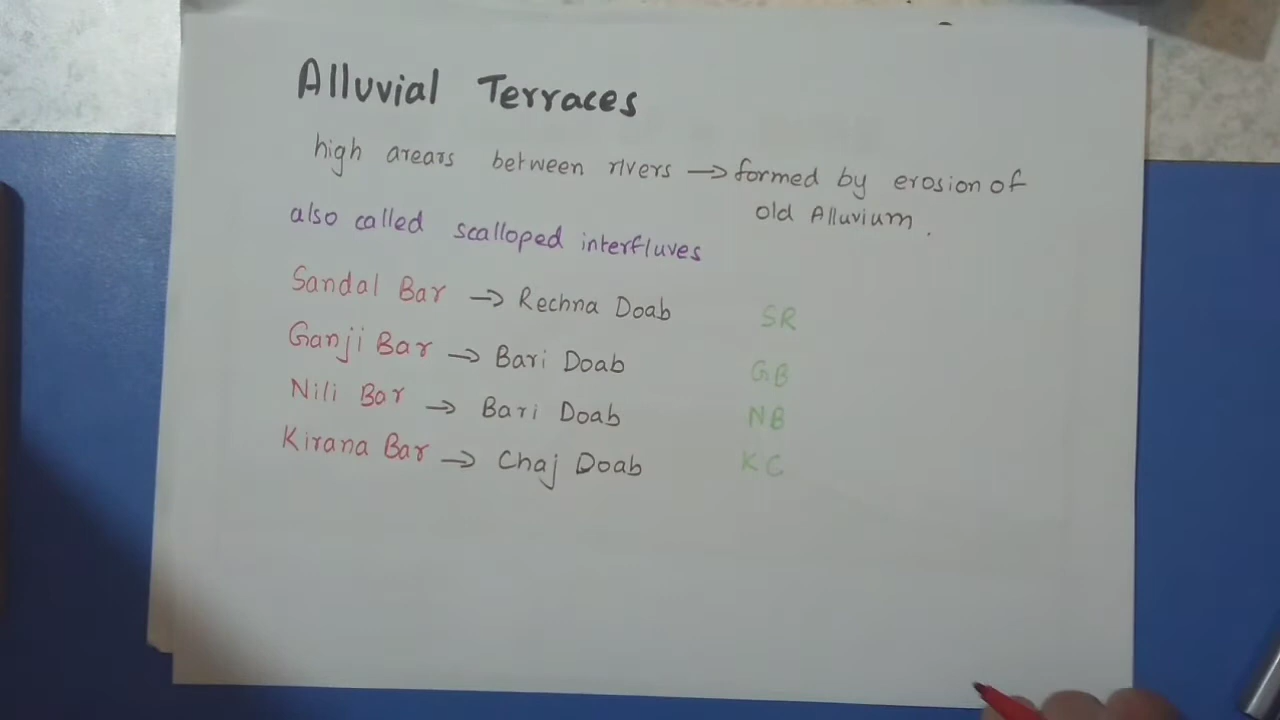 Alluvial Terraces
high arears between rivers → formed by erosion of
old Alluvium.
also called scalloped interfluves
Sandal Bar → Rechna Doab SR
Ganji Bar → Bari Doab GB
Nili Bar → Bari Doab NB
Kirana Bar → Chaj Doab KC